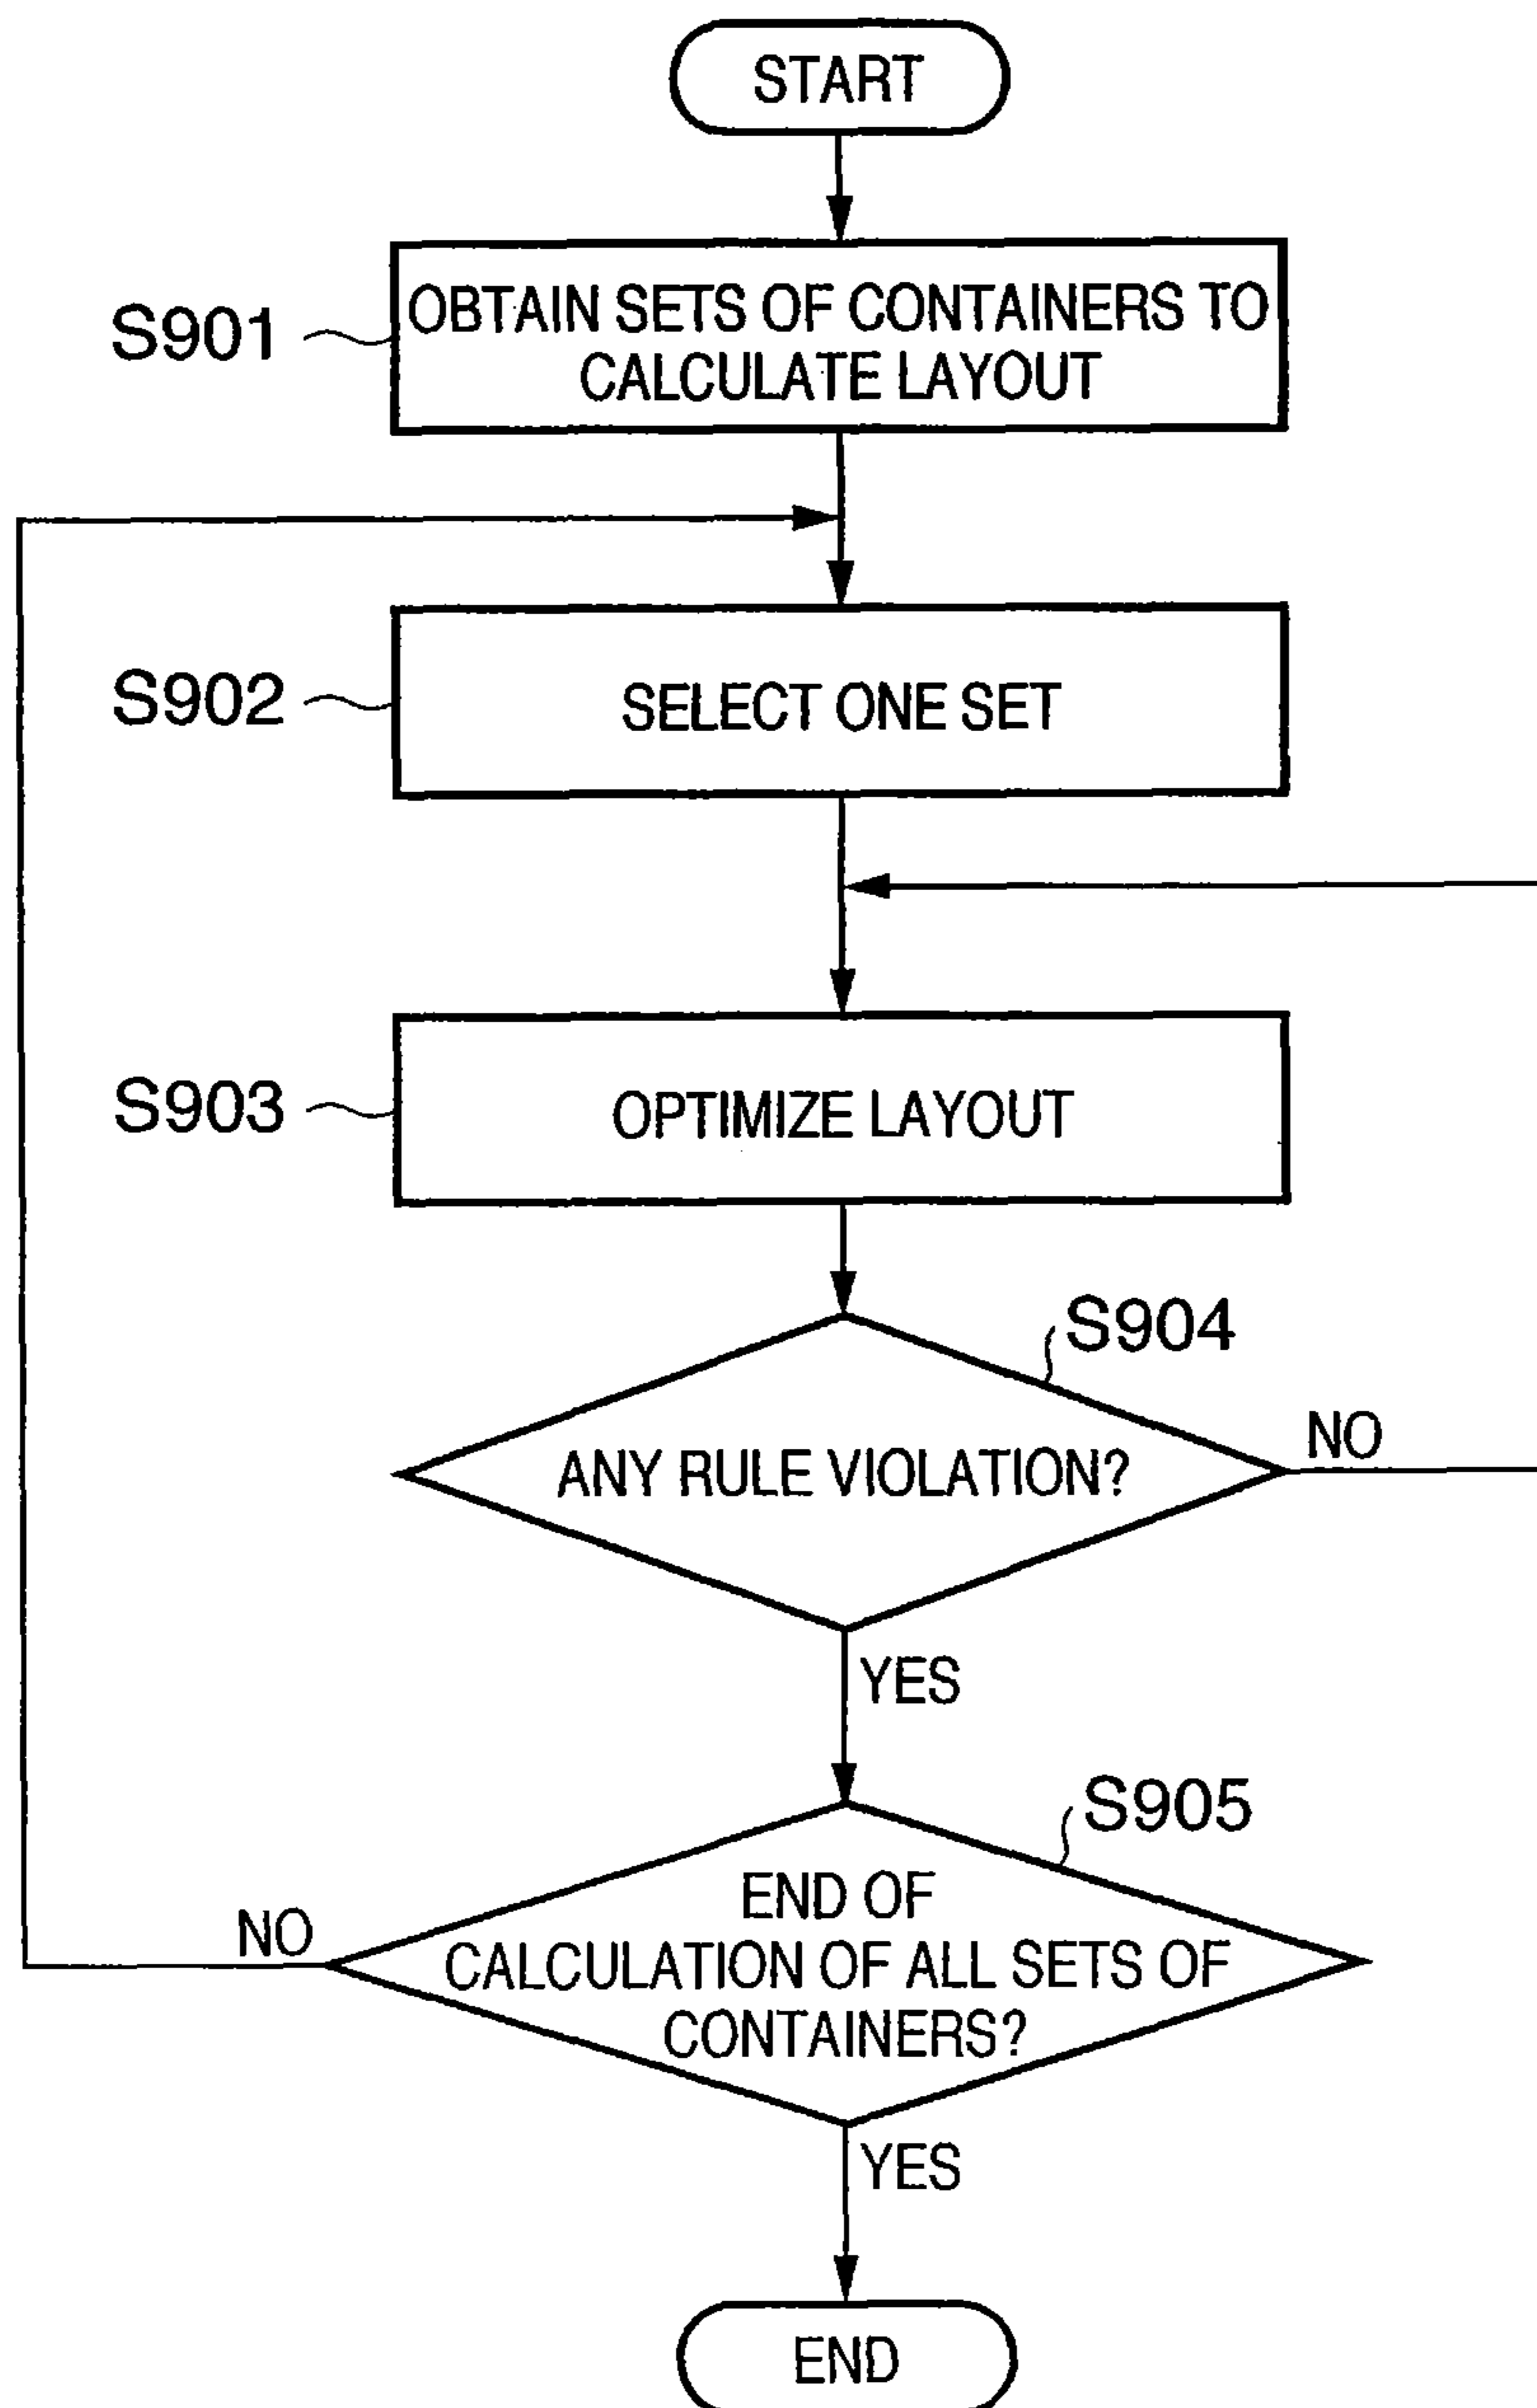 START
S901
OBTAIN SETS OF CONTAINERS TO
CALCULATE LAYOUT
S902
SELECT ONE SET
S903
OPTIMIZE LAYOUT
S904
ANY RULE VIOLATION?
NO
YES
S905
END OF
CALCULATION OF ALL SETS OF
CONTAINERS?
NO
YES
END